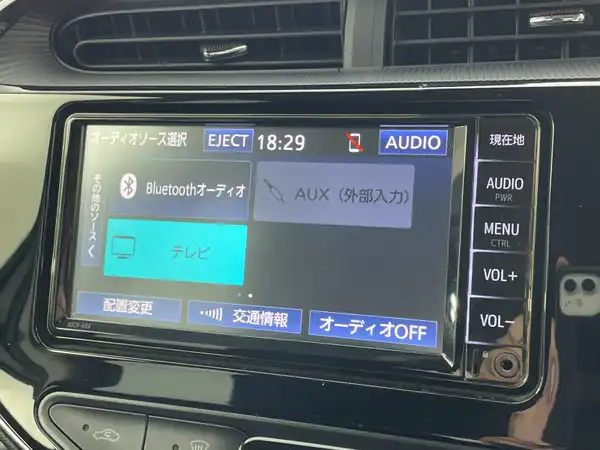 オーディオソース選択
EJECT
18:29
AUDIO
その他のソース
Bluetoothオーディオ
AUX (外部入力)
テレビ
配置変更
交通情報
オーディオOFF
現在地
AUDIO
PWR
MENU
CTRL
VOL+
VOL-